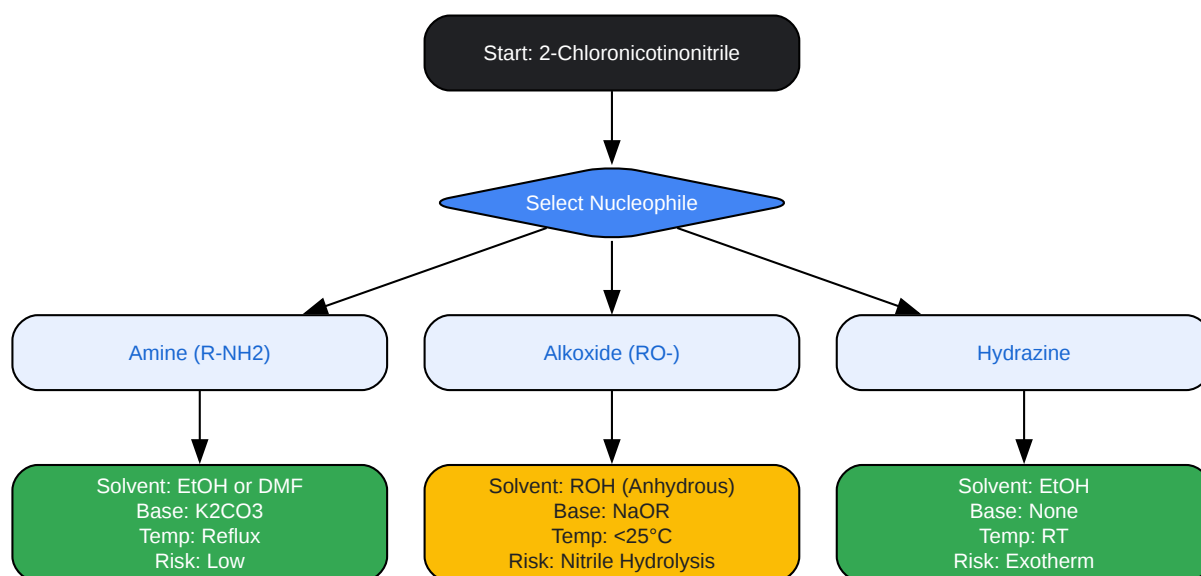 Start: 2-Chloronicotinonitrile
Select Nucleophile
Amine (R-NH2)
Alkoxide (RO-)
Hydrazine
Solvent: EtOH or DMF
Base: K2CO3
Temp: Reflux
Risk: Low
Solvent: ROH (Anhydrous)
Base: NaOR
Temp: <25°C
Risk: Nitrile Hydrolysis
Solvent: EtOH
Base: None
Temp: RT
Risk: Exotherm